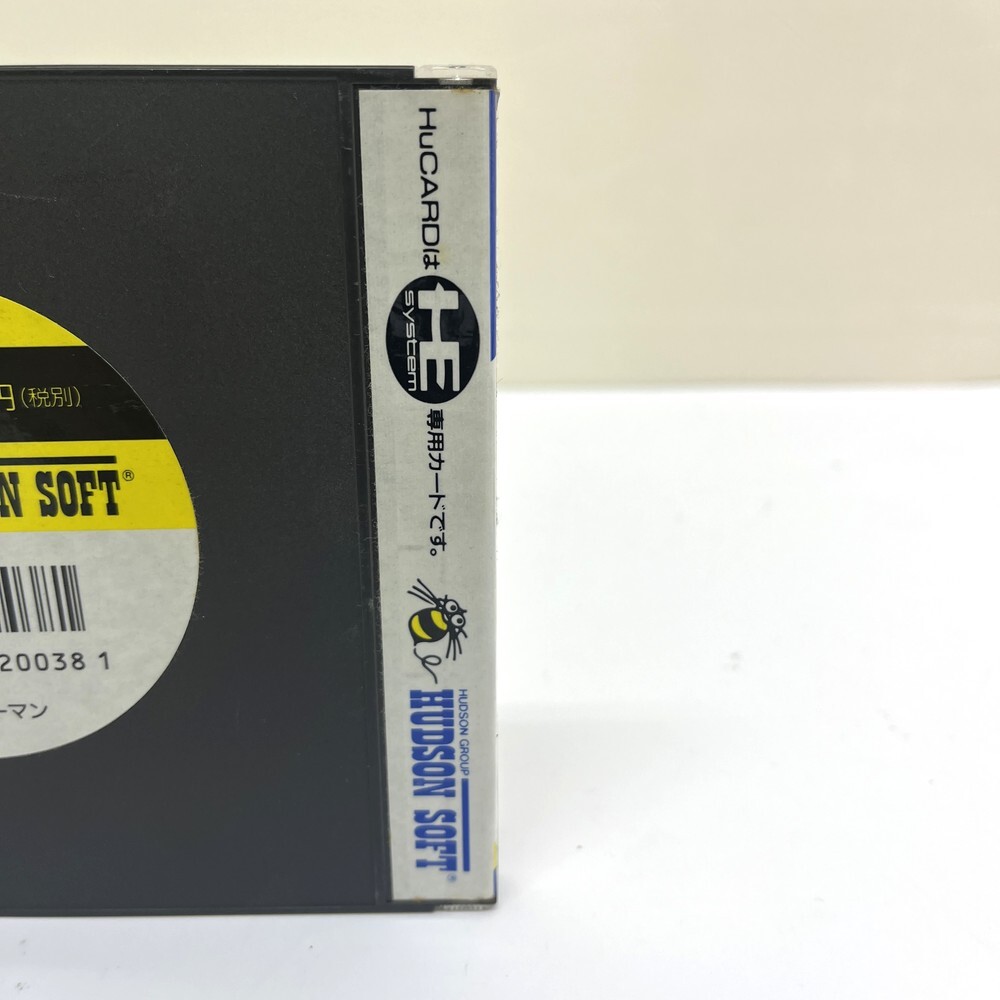 円(税別)
N SOFT®
20038 1
ーマン
HuCARDは
HE
system
専用カードです。
HUDSON GROUP
HUDSON SOFT®